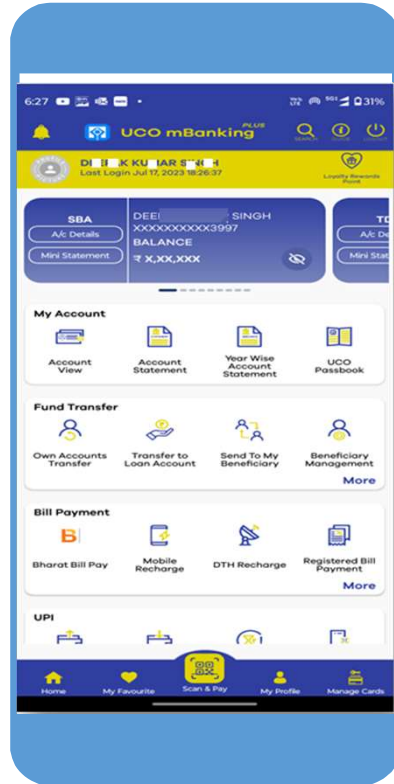 6:27
5G 31%
UCO mBanking PLUS
KUMAR
Last Login Jul 17, 2023 18:26:37
Loyalty Rewards
Point
SBA
A/c Details
Mini Statement
SINGH
XXXXXXXXXX3997
BALANCE
₹ X,XX,XXX
My Account
Account
View
Account
Statement
Year Wise
Account
Statement
UCO
Passbook
Fund Transfer
Own Accounts
Transfer
Transfer to
Loan Account
Send To My
Beneficiary
Beneficiary
Management
More
Bill Payment
B
Bharat Bill Pay
Mobile
Recharge
DTH Recharge
Registered Bill
Payment
More
UPI
Home
My Favourite
Scan & Pay
My Profile
Manage Cards